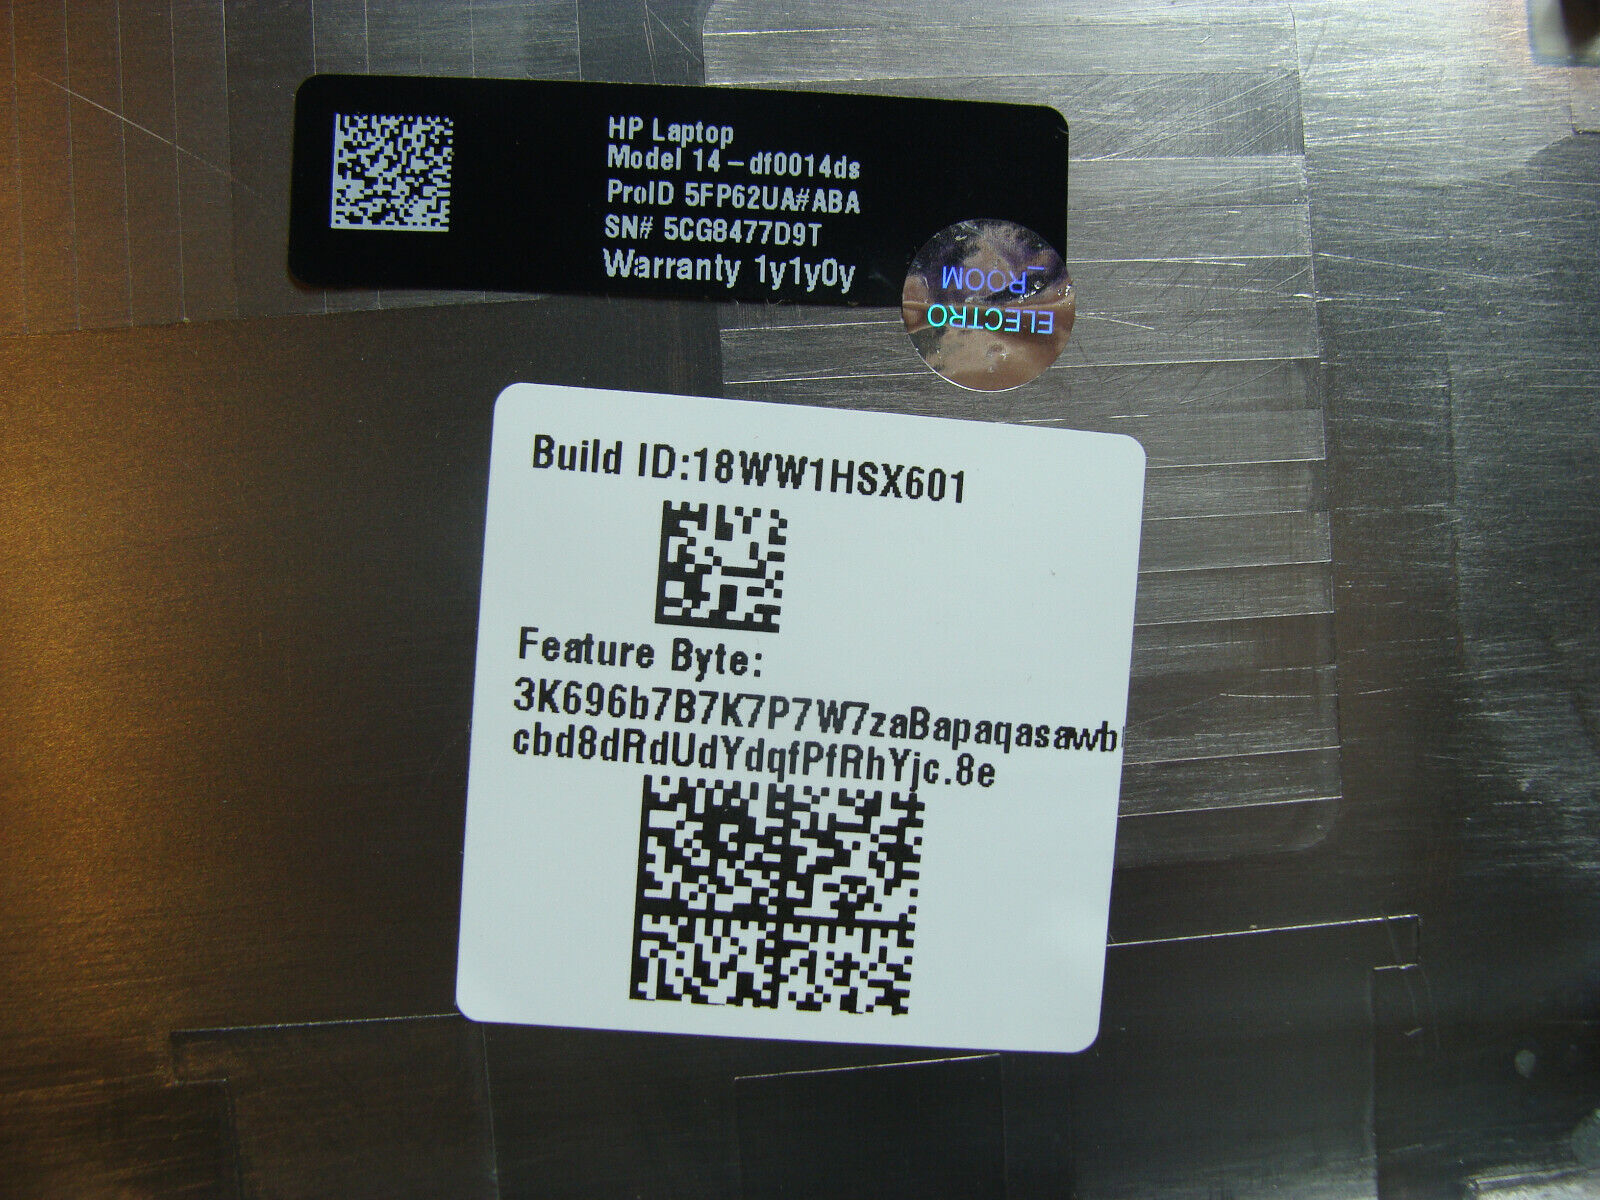 HP Laptop
Model 14-df0014ds
ProID 5FP62UA#ABA
SN# 5CG8477D9T
Warranty 1y1y0y
ELECTRO
_ROOM
Build ID:18WW1HSX601
Feature Byte:
3K696b7B7K7P7W7zaBapaqasawb
cbd8dRdUdYdqfPfRhYjc.8e